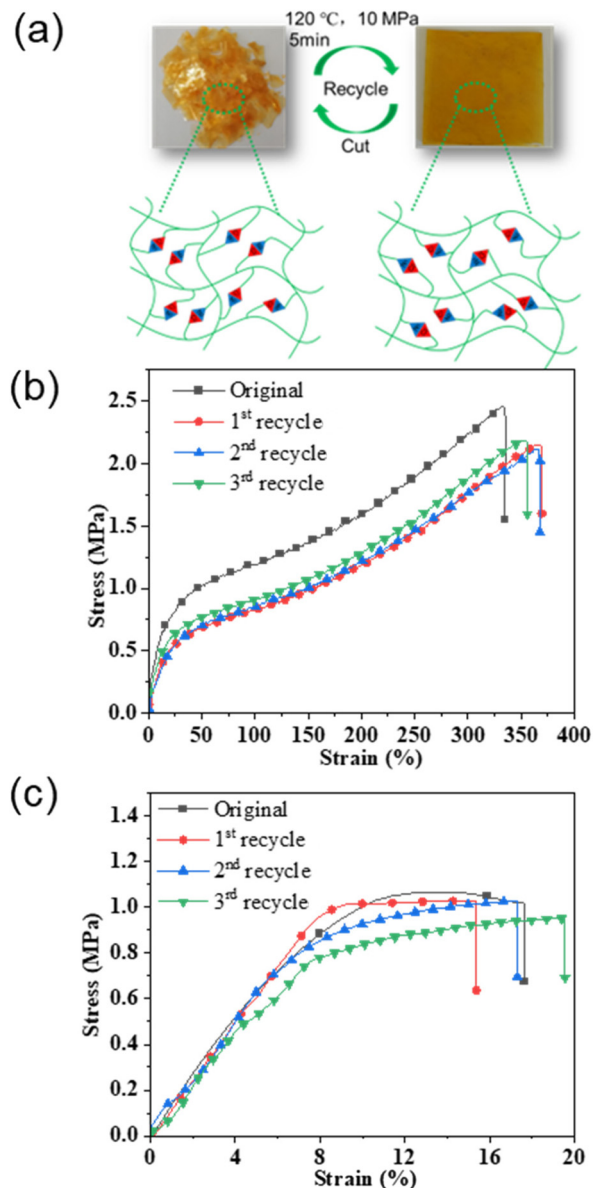 (a)
120 °C, 10 MPa
5min
Recycle
Cut
(b)
Original
1st recycle
2nd recycle
3rd recycle
Stress (MPa)
2.5
2.0
1.5
1.0
0.5
0.0
0 50 100 150 200 250 300 350 400
Strain (%)
(c)
Original
1st recycle
2nd recycle
3rd recycle
Stress (MPa)
1.4
1.2
1.0
0.8
0.6
0.4
0.2
0.0
0 4 8 12 16 20
Strain (%)